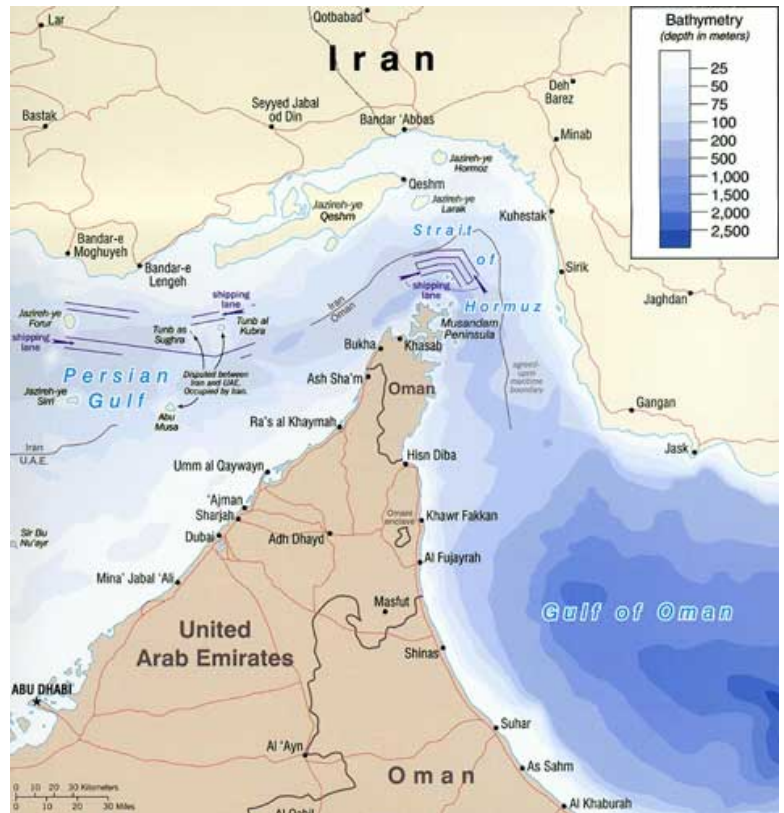 Lar
Qotbabad
Iran
Bathymetry
(depth in meters)
25
50
75
100
200
500
1,000
1,500
2,000
2,500
Deh
Barez
Bastak
Seyyed Jabal
od Din
Bandar 'Abbas
Minab
Jazireh-ye
Hormoz
Qeshm
Jazireh-ye
Larak
Jazireh-ye
Qeshm
Kuhestak
Strait
of
Hormuz
Bandar-e
Moghuyeh
Bandar-e
Lengeh
Sirik
Jaghdan
shipping
lane
Iran
Oman
shipping
lane
Jazireh-ye
Forur
Tunb as
Sughra
Tunb al
Kubra
shipping
lane
Musandam
Peninsula
Bukha
Khasab
Persian
Gulf
Disputed between
Iran and UAE.
Occupied by Iran.
Ash Sha'm
Oman
agreed-
upon
maritime
boundary
Jazireh-ye
Sirri
Abu
Musa
Gangan
Ra's al Khaymah
Iran
U.A.E.
Jask
Umm al Qaywayn
Hisn Diba
'Ajman
Sharjah
Dubai
Omani
enclave
Khawr Fakkan
Adh Dhayd
Sir Bu
Nu'ayr
Al Fujayrah
Mina' Jabal 'Ali
Masfut
Gulf of Oman
United
Arab Emirates
Shinas
ABU DHABI
Suhar
Al 'Ayn
As Sahm
Oman
0 10 20 30 Kilometers
0 10 20 30 Miles
Al Khaburah